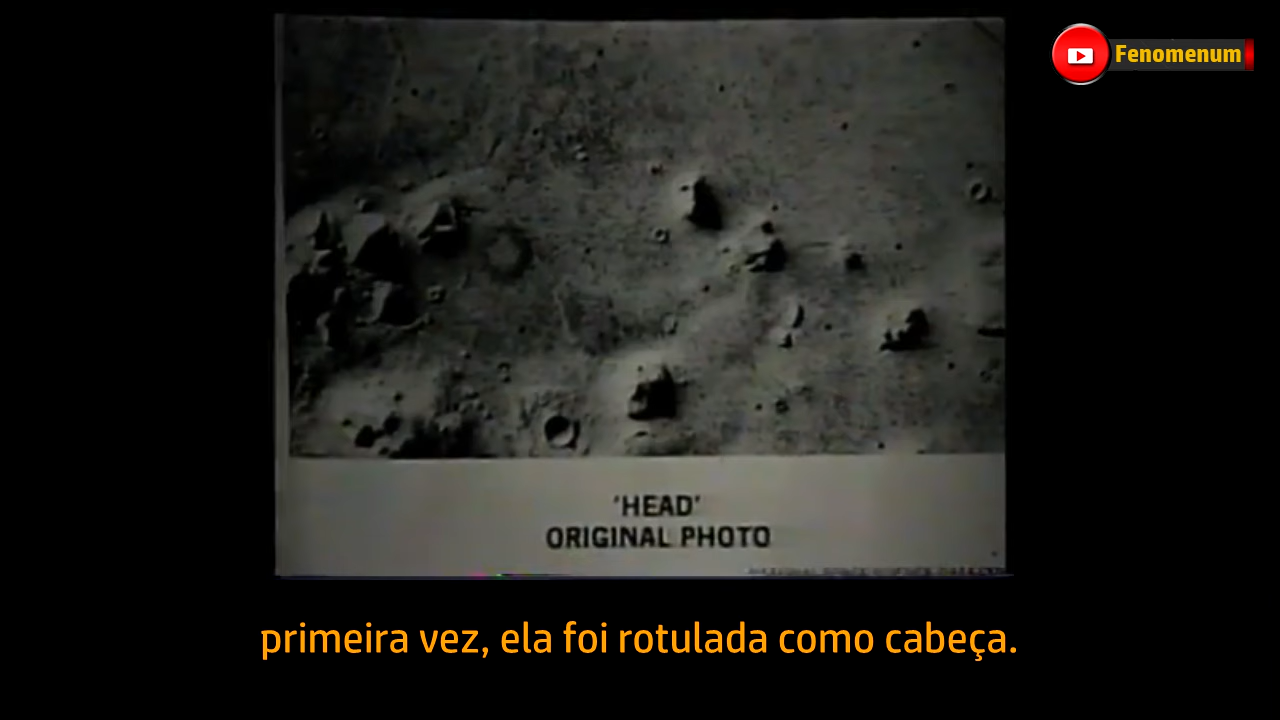 Fenomenum
'HEAD'
ORIGINAL PHOTO
primeira vez, ela foi rotulada como cabeça.